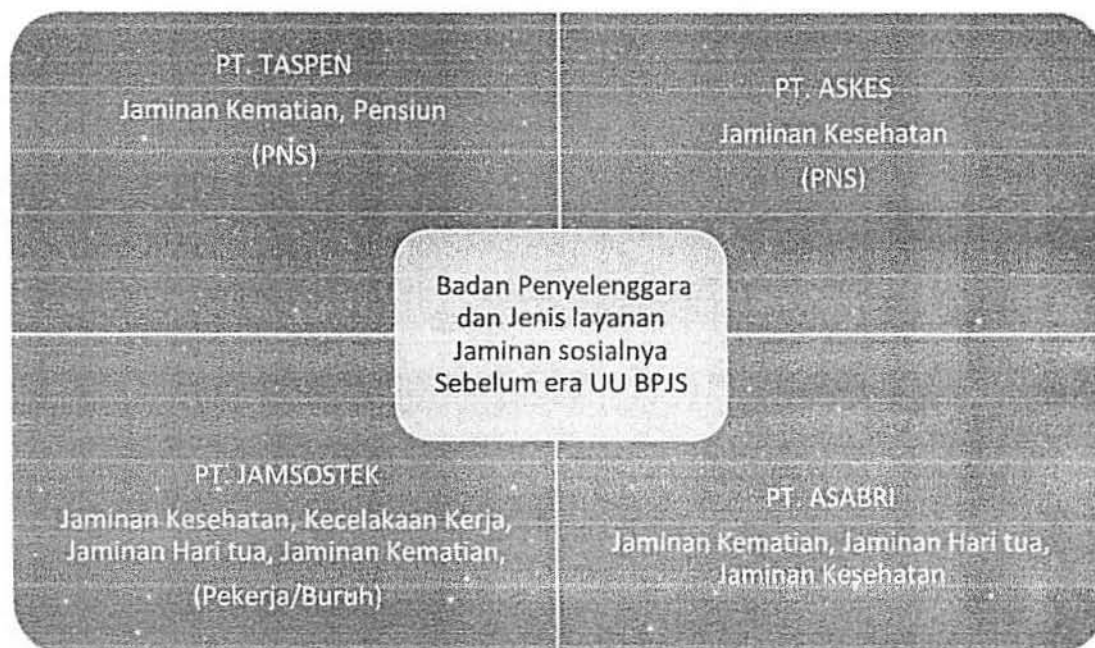 PT. TASPEN
Jaminan Kematian, Pensiun
(PNS)
PT. ASKES
Jaminan Kesehatan
(PNS)
Badan Penyelenggara
dan Jenis layanan
Jaminan sosialnya
Sebelum era UU BPJS
PT. JAMSOSTEK
Jaminan Kesehatan, Kecelakaan Kerja,
Jaminan Hari tua, Jaminan Kematian,
(Pekerja/Buruh)
PT. ASABRI
Jaminan Kematian, Jaminan Hari tua,
Jaminan Kesehatan